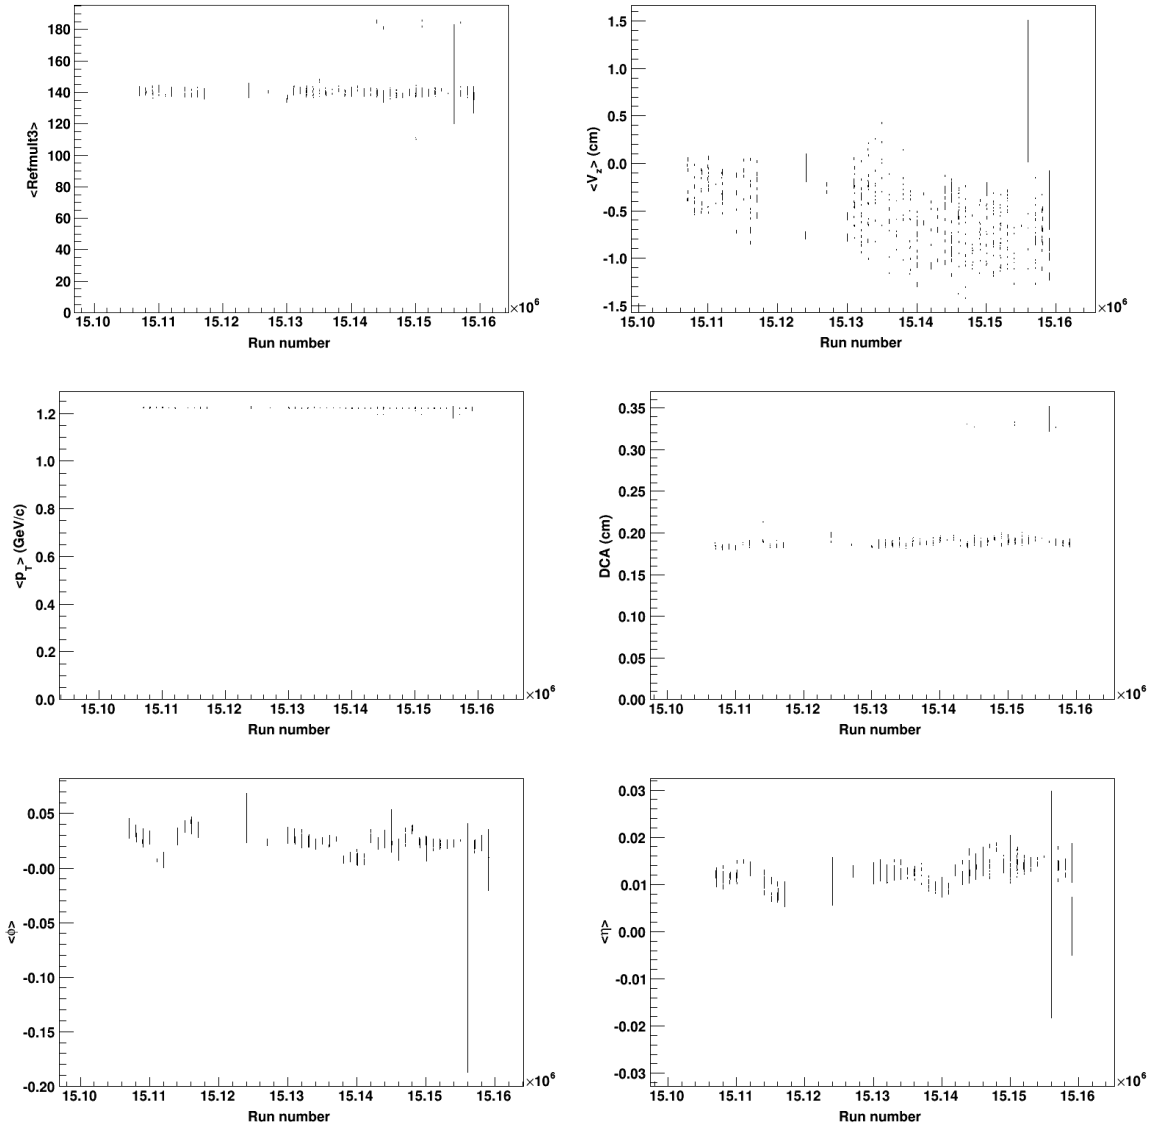 <Refmult3>
180
160
140
120
100
80
60
40
20
0
15.10 15.11 15.12 15.13 15.14 15.15 15.16
×10⁶
Run number
<V_z> (cm)
1.5
1.0
0.5
0.0
-0.5
-1.0
-1.5
15.10 15.11 15.12 15.13 15.14 15.15 15.16
×10⁶
Run number
<p_T> (GeV/c)
1.2
1.0
0.8
0.6
0.4
0.2
0.0
15.10 15.11 15.12 15.13 15.14 15.15 15.16
×10⁶
Run number
DCA (cm)
0.35
0.30
0.25
0.20
0.15
0.10
0.05
0.00
15.10 15.11 15.12 15.13 15.14 15.15 15.16
×10⁶
Run number
<ϕ>
0.05
-0.00
-0.05
-0.10
-0.15
-0.20
15.10 15.11 15.12 15.13 15.14 15.15 15.16
×10⁶
Run number
<η>
0.03
0.02
0.01
0.00
-0.01
-0.02
-0.03
15.10 15.11 15.12 15.13 15.14 15.15 15.16
×10⁶
Run number